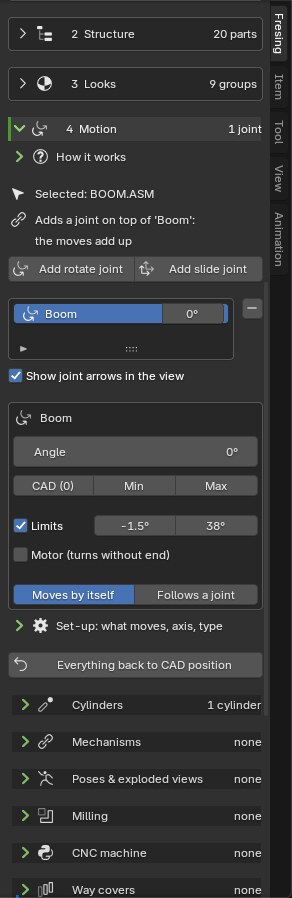 2 Structure 20 parts
3 Looks 9 groups
4 Motion 1 joint
How it works
Selected: BOOM.ASM
Adds a joint on top of 'Boom':
the moves add up
Add rotate joint Add slide joint
Boom 0°
Show joint arrows in the view
Boom
Angle 0°
CAD (0) Min Max
Limits -1.5° 38°
Motor (turns without end)
Moves by itself Follows a joint
Set-up: what moves, axis, type
Everything back to CAD position
Cylinders 1 cylinder
Mechanisms none
Poses & exploded views none
Milling none
CNC machine none
Way covers none
Fresing
Item
Tool
View
Animation